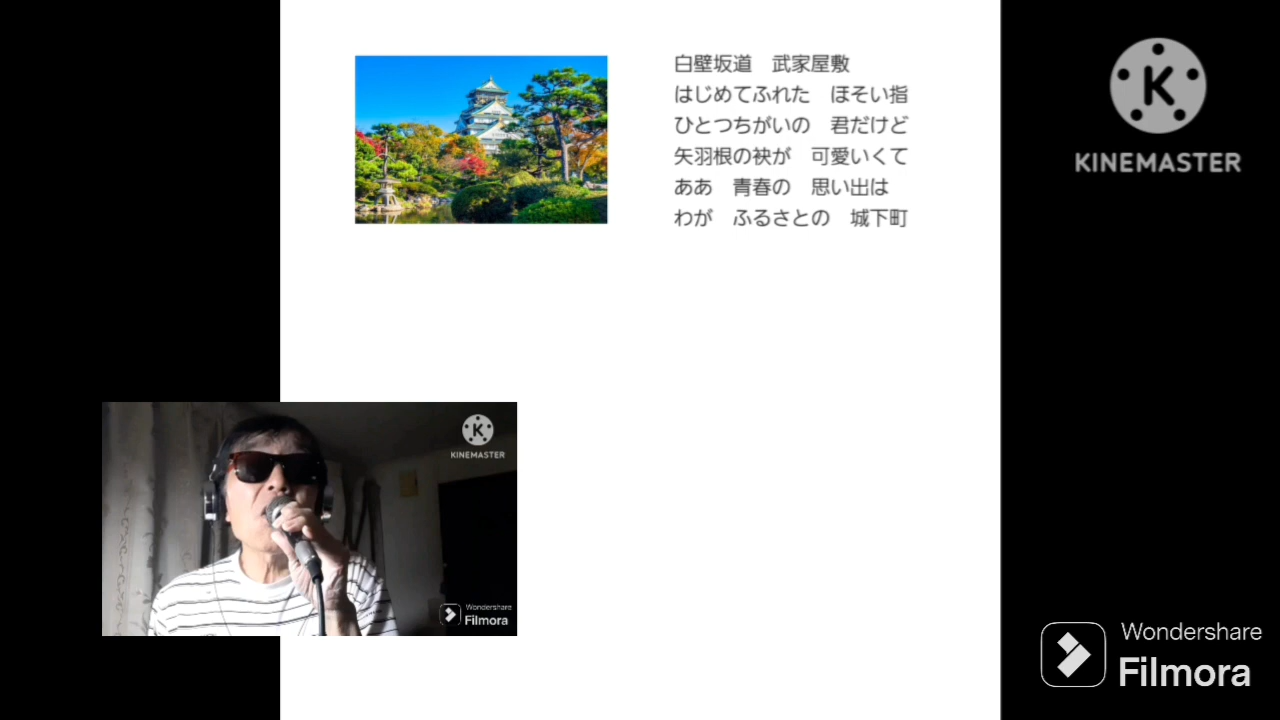 白壁坂道　武家屋敷
はじめてふれた　ほそい指
ひとつちがいの　君だけど
矢羽根の袂が　可愛いくて
ああ　青春の　思い出は
わが　ふるさとの　城下町
KINEMASTER
KINEMASTER
Wondershare
Filmora
Wondershare
Filmora